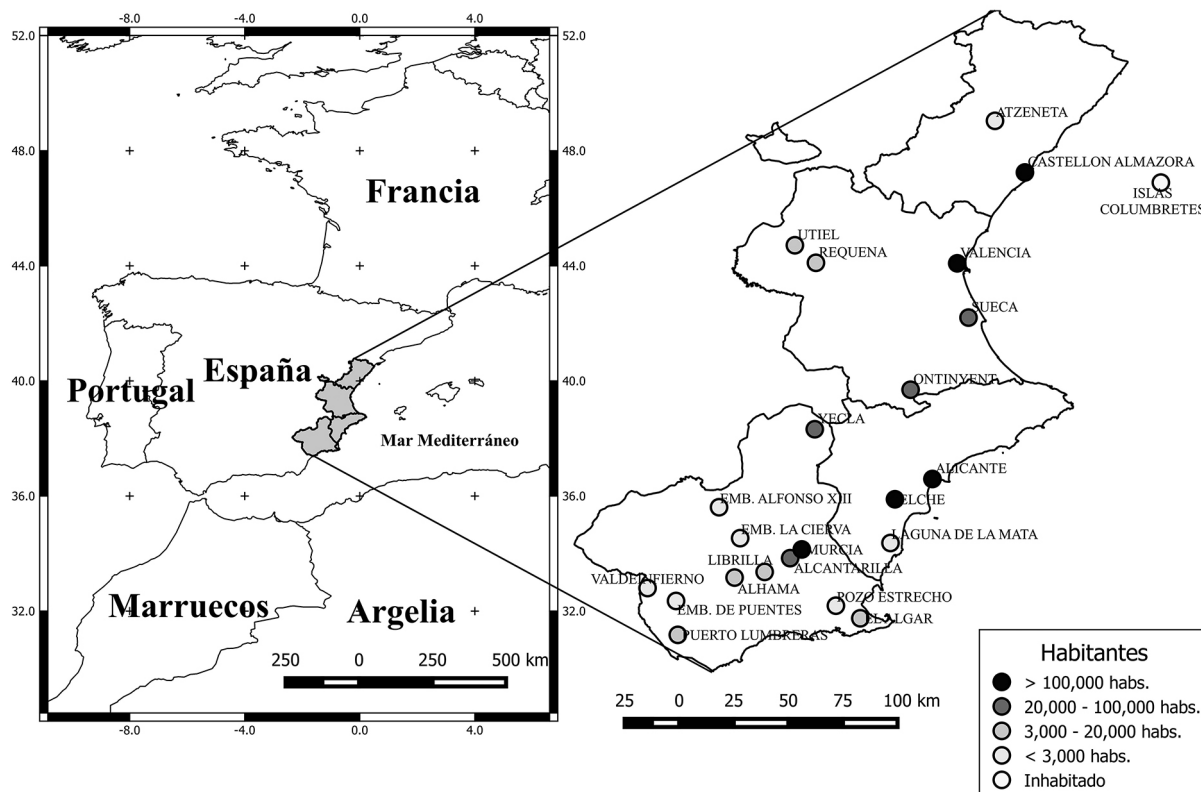 -8.0 -4.0 0.0 4.0
52.0 52.0
48.0 48.0
44.0 44.0
40.0 40.0
36.0 36.0
32.0 32.0
-8.0 -4.0 0.0 4.0
Francia
España
Portugal
Mar Mediterráneo
Marruecos
Argelia
250 0 250 500 km
ATZENETA
CASTELLON ALMAZORA
ISLAS
COLUMBRETES
UTIEL
REQUENA
VALENCIA
SUECA
ONTINYENT
YECLA
ALICANTE
ELCHE
EMB. ALFONSO XIII
EMB. LA CIERVA
LAGUNA DE LA MATA
MURCIA
LIBRILLA
ALCANTARILLA
VALDEINFIERNO
ALHAMA
POZO ESTRECHO
EMB. DE PUENTES
EL ALGAR
PUERTO LUMBRERAS
25 0 25 50 75 100 km
Habitantes
> 100,000 habs.
20,000 - 100,000 habs.
3,000 - 20,000 habs.
< 3,000 habs.
Inhabitado